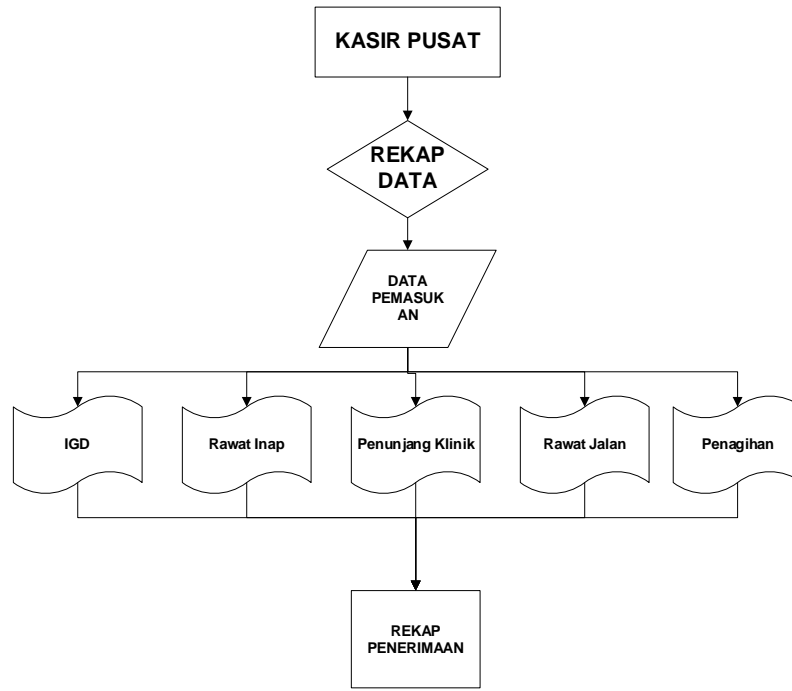 KASIR PUSAT
REKAP
DATA
DATA
PEMASUK
AN
IGD
Rawat Inap
Penunjang Klinik
Rawat Jalan
Penagihan
REKAP
PENERIMAAN